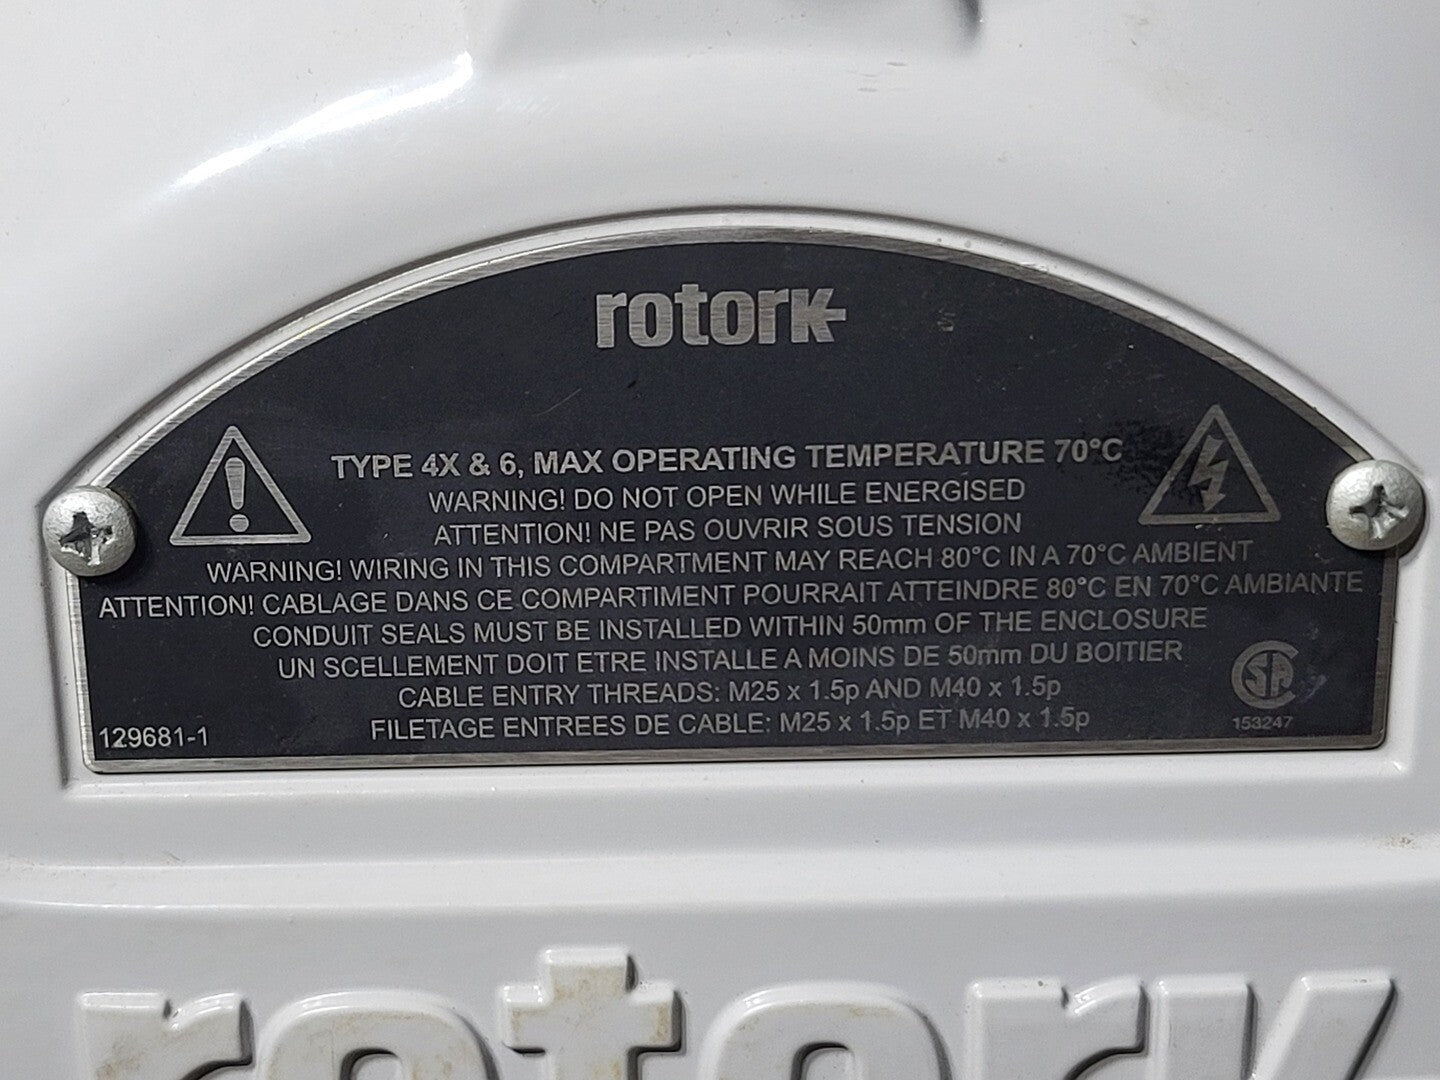 rotork
TYPE 4X & 6, MAX OPERATING TEMPERATURE 70°C
WARNING! DO NOT OPEN WHILE ENERGISED
ATTENTION! NE PAS OUVRIR SOUS TENSION
WARNING! WIRING IN THIS COMPARTMENT MAY REACH 80°C IN A 70°C AMBIENT
ATTENTION! CABLAGE DANS CE COMPARTIMENT POURRAIT ATTEINDRE 80°C EN 70°C AMBIANTE
CONDUIT SEALS MUST BE INSTALLED WITHIN 50mm OF THE ENCLOSURE
UN SCELLEMENT DOIT ETRE INSTALLE A MOINS DE 50mm DU BOITIER
CABLE ENTRY THREADS: M25 x 1.5p AND M40 x 1.5p
FILETAGE ENTREES DE CABLE: M25 x 1.5p ET M40 x 1.5p
129681-1
CSA
153247
rotork